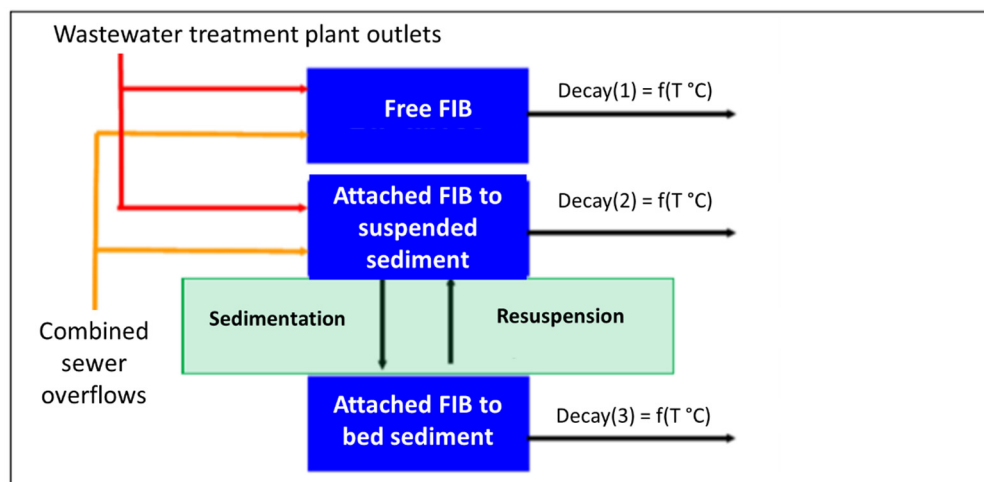 Wastewater treatment plant outlets
Free FIB
Decay(1) = f(T °C)
Attached FIB to
suspended
sediment
Decay(2) = f(T °C)
Sedimentation
Resuspension
Combined
sewer
overflows
Attached FIB to
bed sediment
Decay(3) = f(T °C)